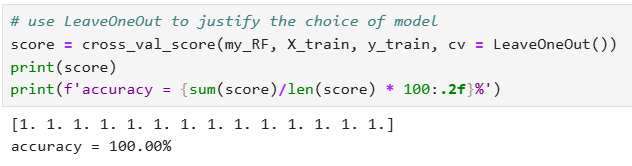 # use LeaveOneOut to justify the choice of model
score = cross_val_score(my_RF, X_train, y_train, cv = LeaveOneOut())
print(score)
print(f'accuracy = {sum(score)/len(score) * 100:.2f}%')
[1. 1. 1. 1. 1. 1. 1. 1. 1. 1. 1. 1. 1. 1.]
accuracy = 100.00%